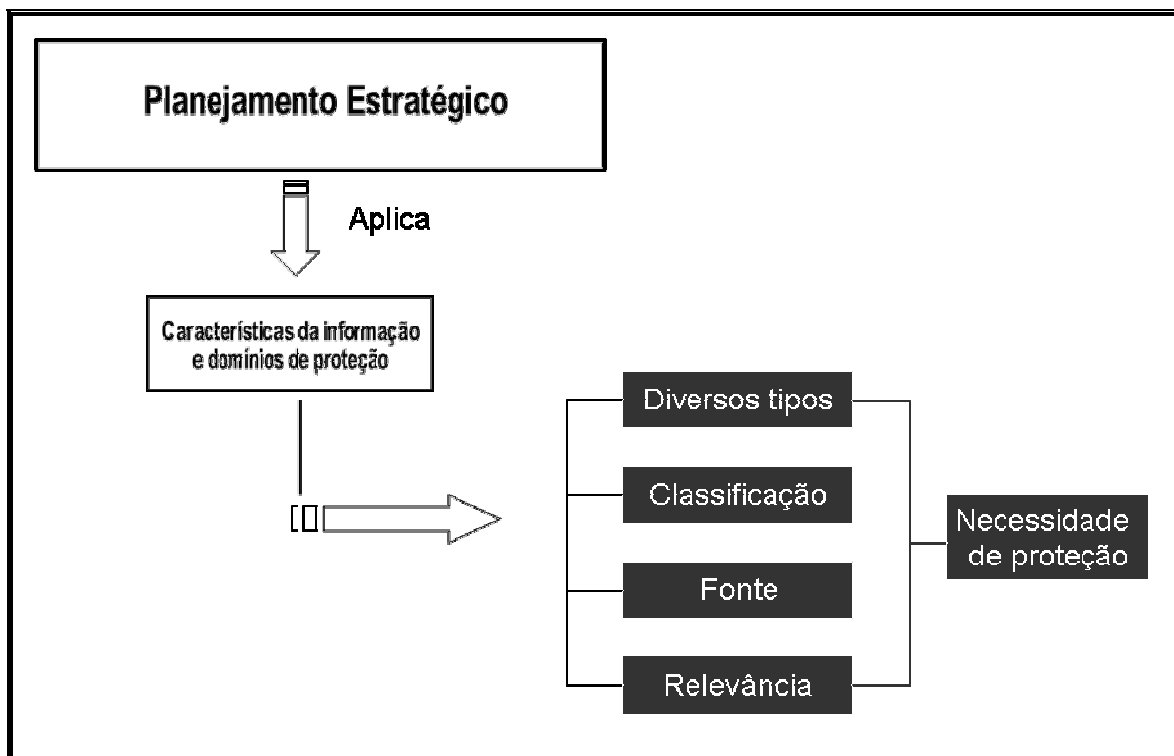 Planejamento Estratégico
Aplica
Características da informação
e domínios de proteção
Diversos tipos
Classificação
Fonte
Relevância
Necessidade
de proteção